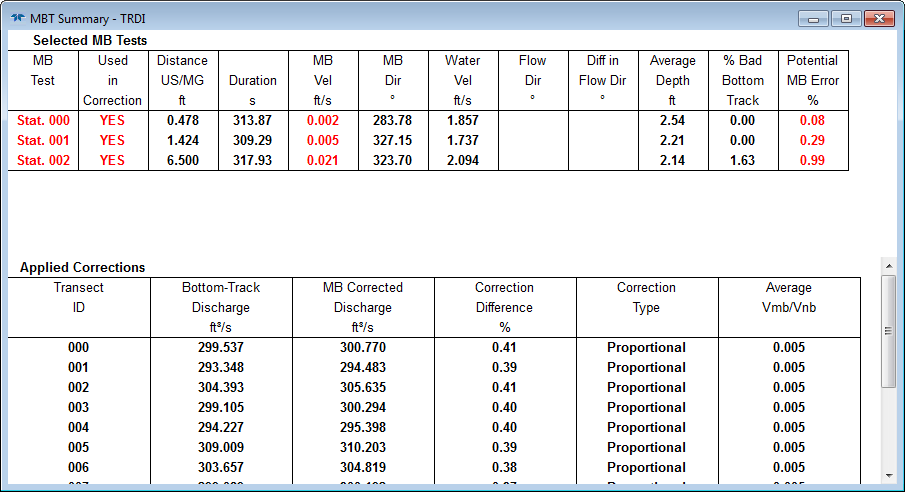 MBT Summary - TRDI
Selected MB Tests
MB Used Distance MB MB Water Flow Diff in Average % Bad Potential
Test in US/MG Duration Vel Dir Vel Dir Flow Dir Depth Bottom MB Error
Correction ft s ft/s ° ft/s ° ° ft Track %
Stat. 000 YES 0.478 313.87 0.002 283.78 1.857 2.54 0.00 0.08
Stat. 001 YES 1.424 309.29 0.005 327.15 1.737 2.21 0.00 0.29
Stat. 002 YES 6.500 317.93 0.021 323.70 2.094 2.14 1.63 0.99
Applied Corrections
Transect Bottom-Track MB Corrected Correction Correction Average
ID Discharge Discharge Difference Type Vmb/Vnb
ft³/s ft³/s %
000 299.537 300.770 0.41 Proportional 0.005
001 293.348 294.483 0.39 Proportional 0.005
002 304.393 305.635 0.41 Proportional 0.005
003 299.105 300.294 0.40 Proportional 0.005
004 294.227 295.398 0.40 Proportional 0.005
005 309.009 310.203 0.39 Proportional 0.005
006 303.657 304.819 0.38 Proportional 0.005